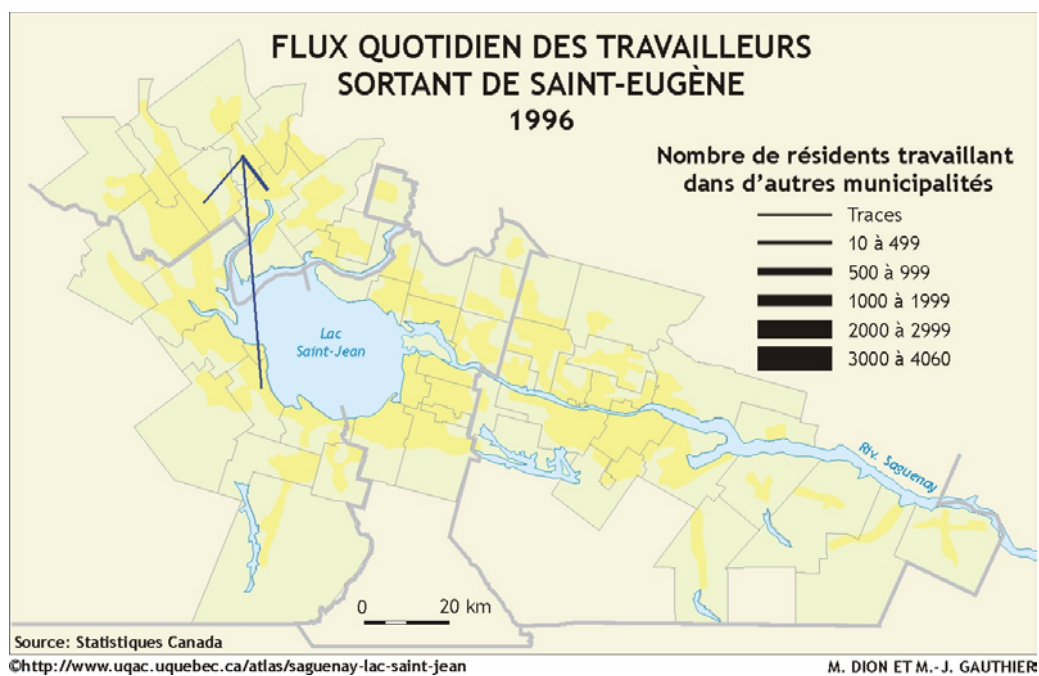 FLUX QUOTIDIEN DES TRAVAILLEURS
SORTANT DE SAINT-EUGÈNE
1996
Nombre de résidents travaillant
dans d'autres municipalités
Traces
10 à 499
500 à 999
1000 à 1999
2000 à 2999
3000 à 4060
Lac
Saint-Jean
Riv. Saguenay
0 20 km
Source: Statistiques Canada
©http://www.uqac.uquebec.ca/atlas/saguenay-lac-saint-jean
M. DION ET M.-J. GAUTHIER